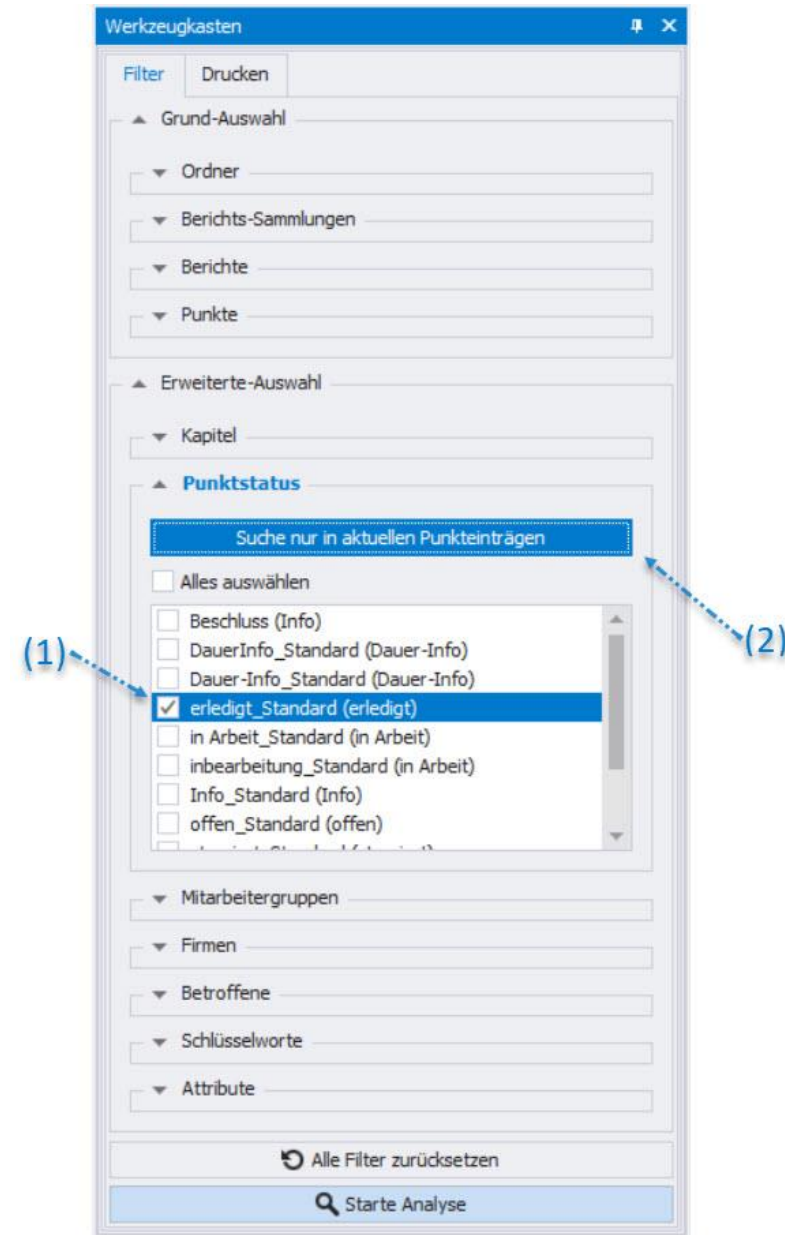 Werkzeugkasten
Filter Drucken
Grund-Auswahl
Ordner
Berichts-Sammlungen
Berichte
Punkte
Erweiterte-Auswahl
Kapitel
Punktstatus
Suche nur in aktuellen Punkteinträgen
Alles auswählen
Beschluss (Info)
DauerInfo_Standard (Dauer-Info)
Dauer-Info_Standard (Dauer-Info)
(1)
erledigt_Standard (erledigt)
(2)
in Arbeit_Standard (in Arbeit)
inbearbeitung_Standard (in Arbeit)
Info_Standard (Info)
offen_Standard (offen)
Mitarbeitergruppen
Firmen
Betroffene
Schlüsselworte
Attribute
Alle Filter zurücksetzen
Starte Analyse